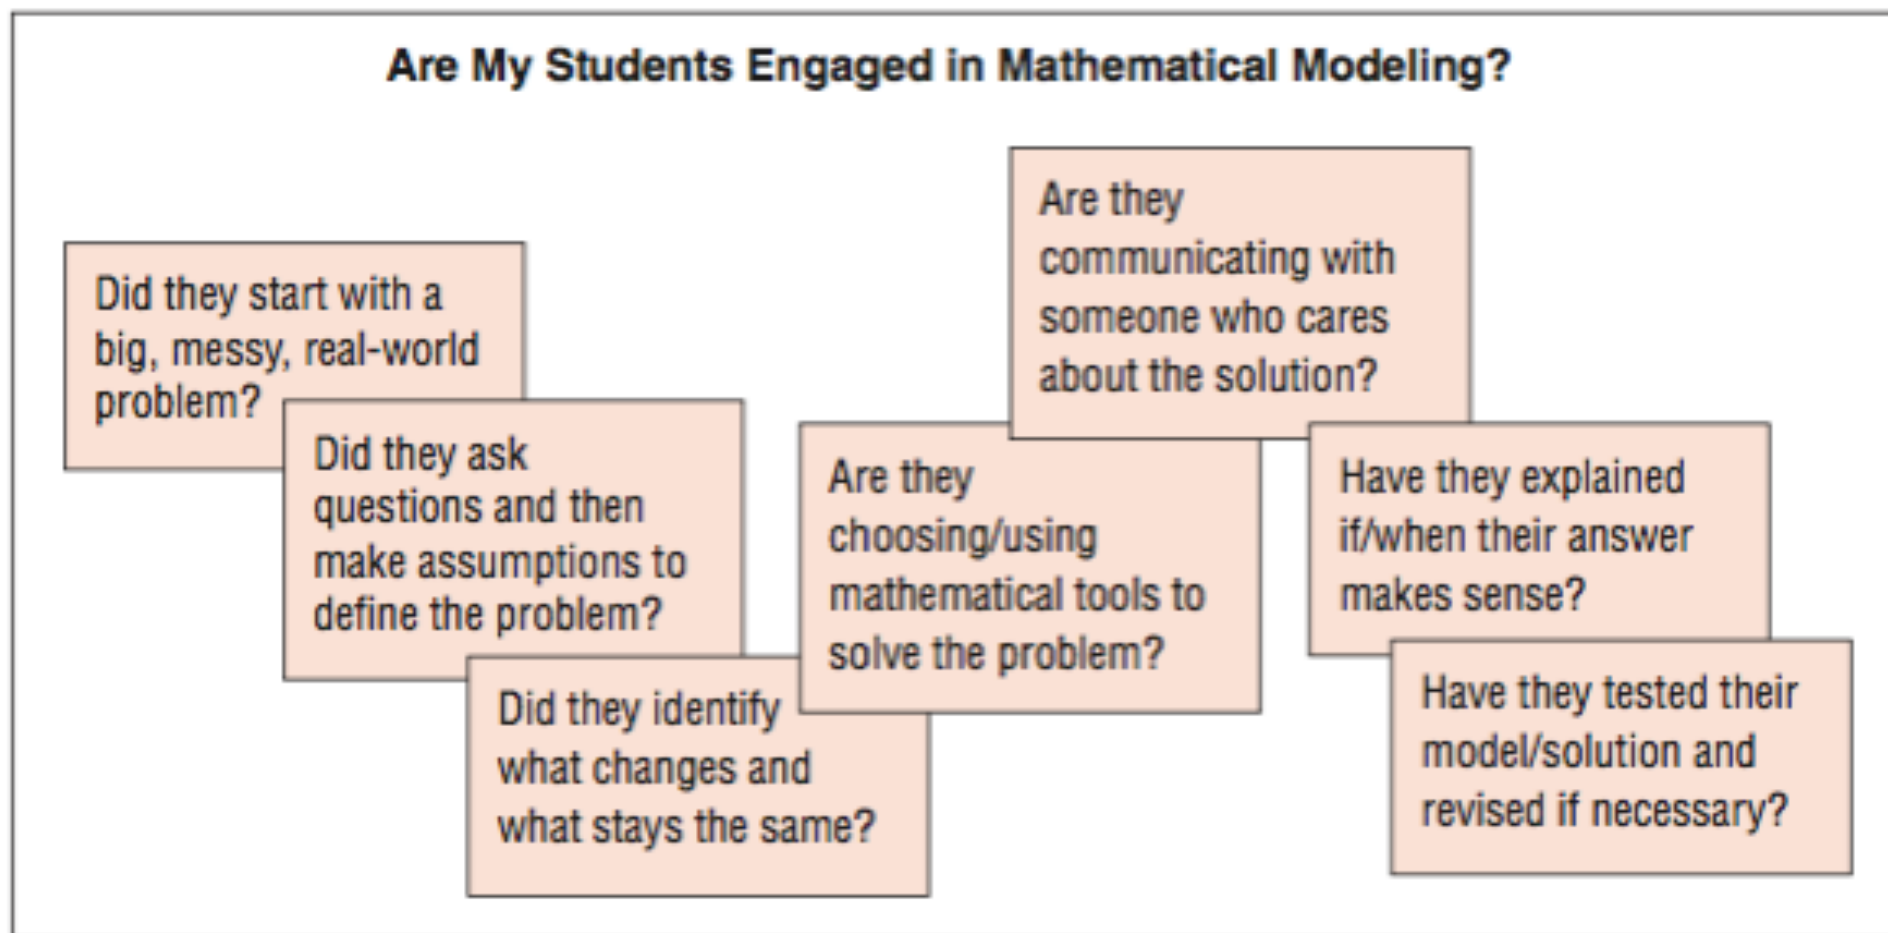 Are My Students Engaged in Mathematical Modeling?
Did they start with a
big, messy, real-world
problem?
Did they ask
questions and then
make assumptions to
define the problem?
Did they identify
what changes and
what stays the same?
Are they
choosing/using
mathematical tools to
solve the problem?
Are they
communicating with
someone who cares
about the solution?
Have they explained
if/when their answer
makes sense?
Have they tested their
model/solution and
revised if necessary?